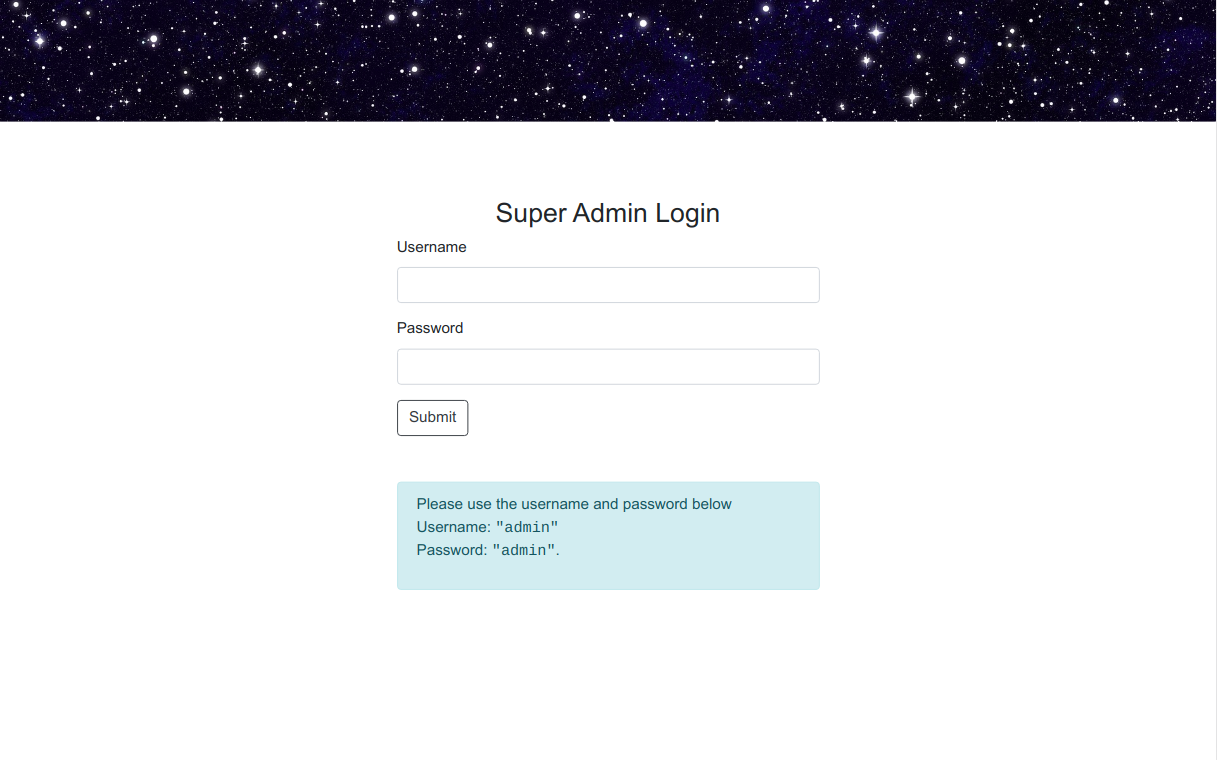 Super Admin Login
Username
Password
Submit
Please use the username and password below
Username: "admin"
Password: "admin".